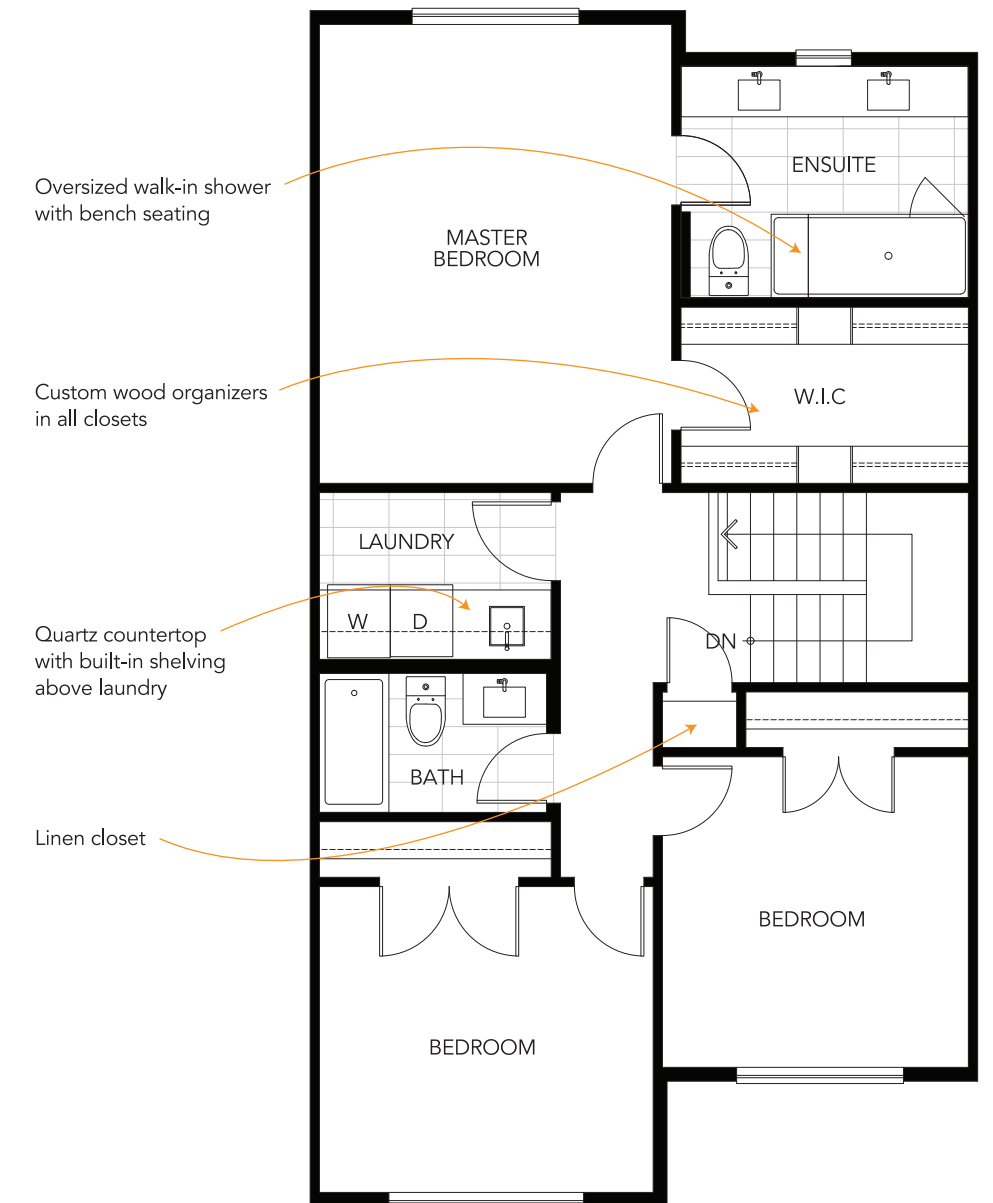 Oversized walk-in shower
with bench seating
ENSUITE
MASTER
BEDROOM
Custom wood organizers
in all closets
W.I.C
LAUNDRY
W
D
Quartz countertop
with built-in shelving
above laundry
DN
BATH
Linen closet
BEDROOM
BEDROOM